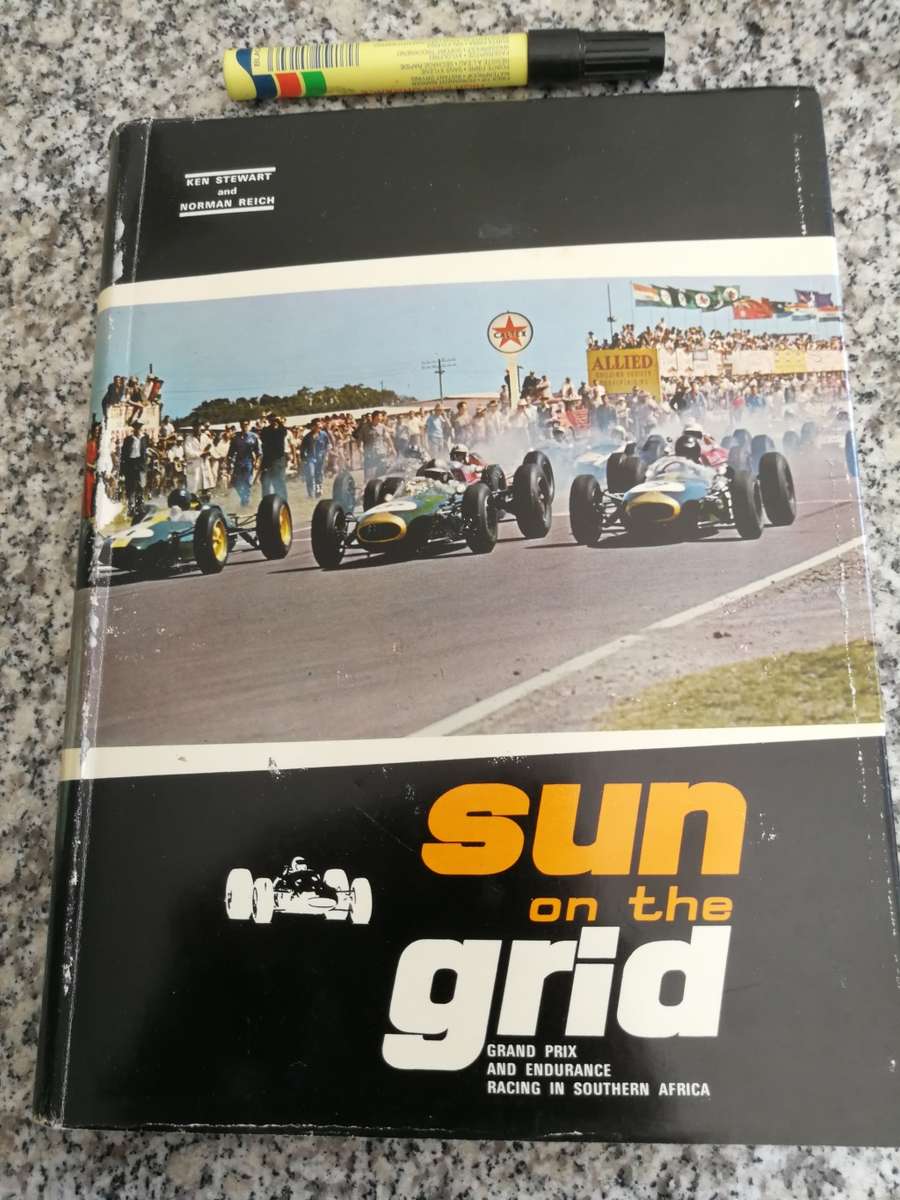 KEN STEWART
and
NORMAN REICH
CALTEX
ALLIED
sun
on the
grid
GRAND PRIX
AND ENDURANCE
RACING IN SOUTHERN AFRICA